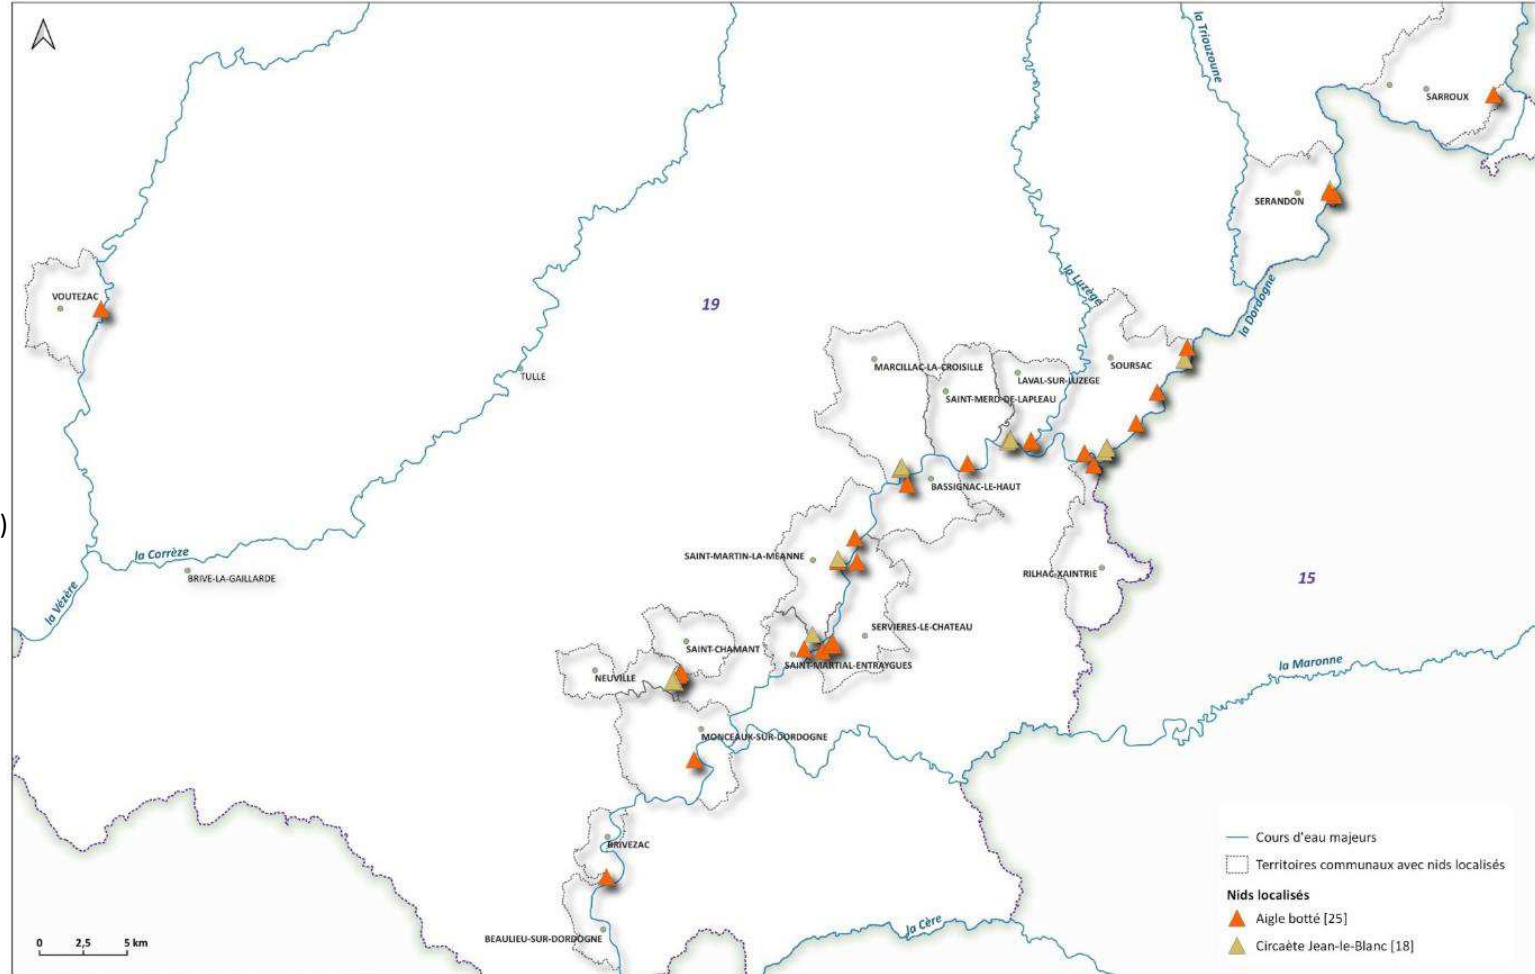 la Triouzoune
SARROUX
SERANDON
la Luzège
la Dordogne
VOUTEZAC
19
MARCILLAC-LA-CROISILLE
LAVAL-SUR-LUZEGE
SOURSAC
TULLE
SAINT-MERD-DE-LAPLEAU
BASSIGNAC-LE-HAUT
)
la Corrèze
SAINT-MARTIN-LA-MEANNE
BRIVE-LA-GAILLARDE
RILHAC-XAINTRIE
15
la Vézère
SERVIERES-LE-CHATEAU
SAINT-CHAMANT
SAINT-MARTIAL-ENTRAYGUES
la Maronne
NEUVILLE
MONCEAUX-SUR-DORDOGNE
BRIVEZAC
BEAULIEU-SUR-DORDOGNE
la Cère
0 2,5 5 km
Cours d'eau majeurs
Territoires communaux avec nids localisés
Nids localisés
Aigle botté [25]
Circaète Jean-le-Blanc [18]